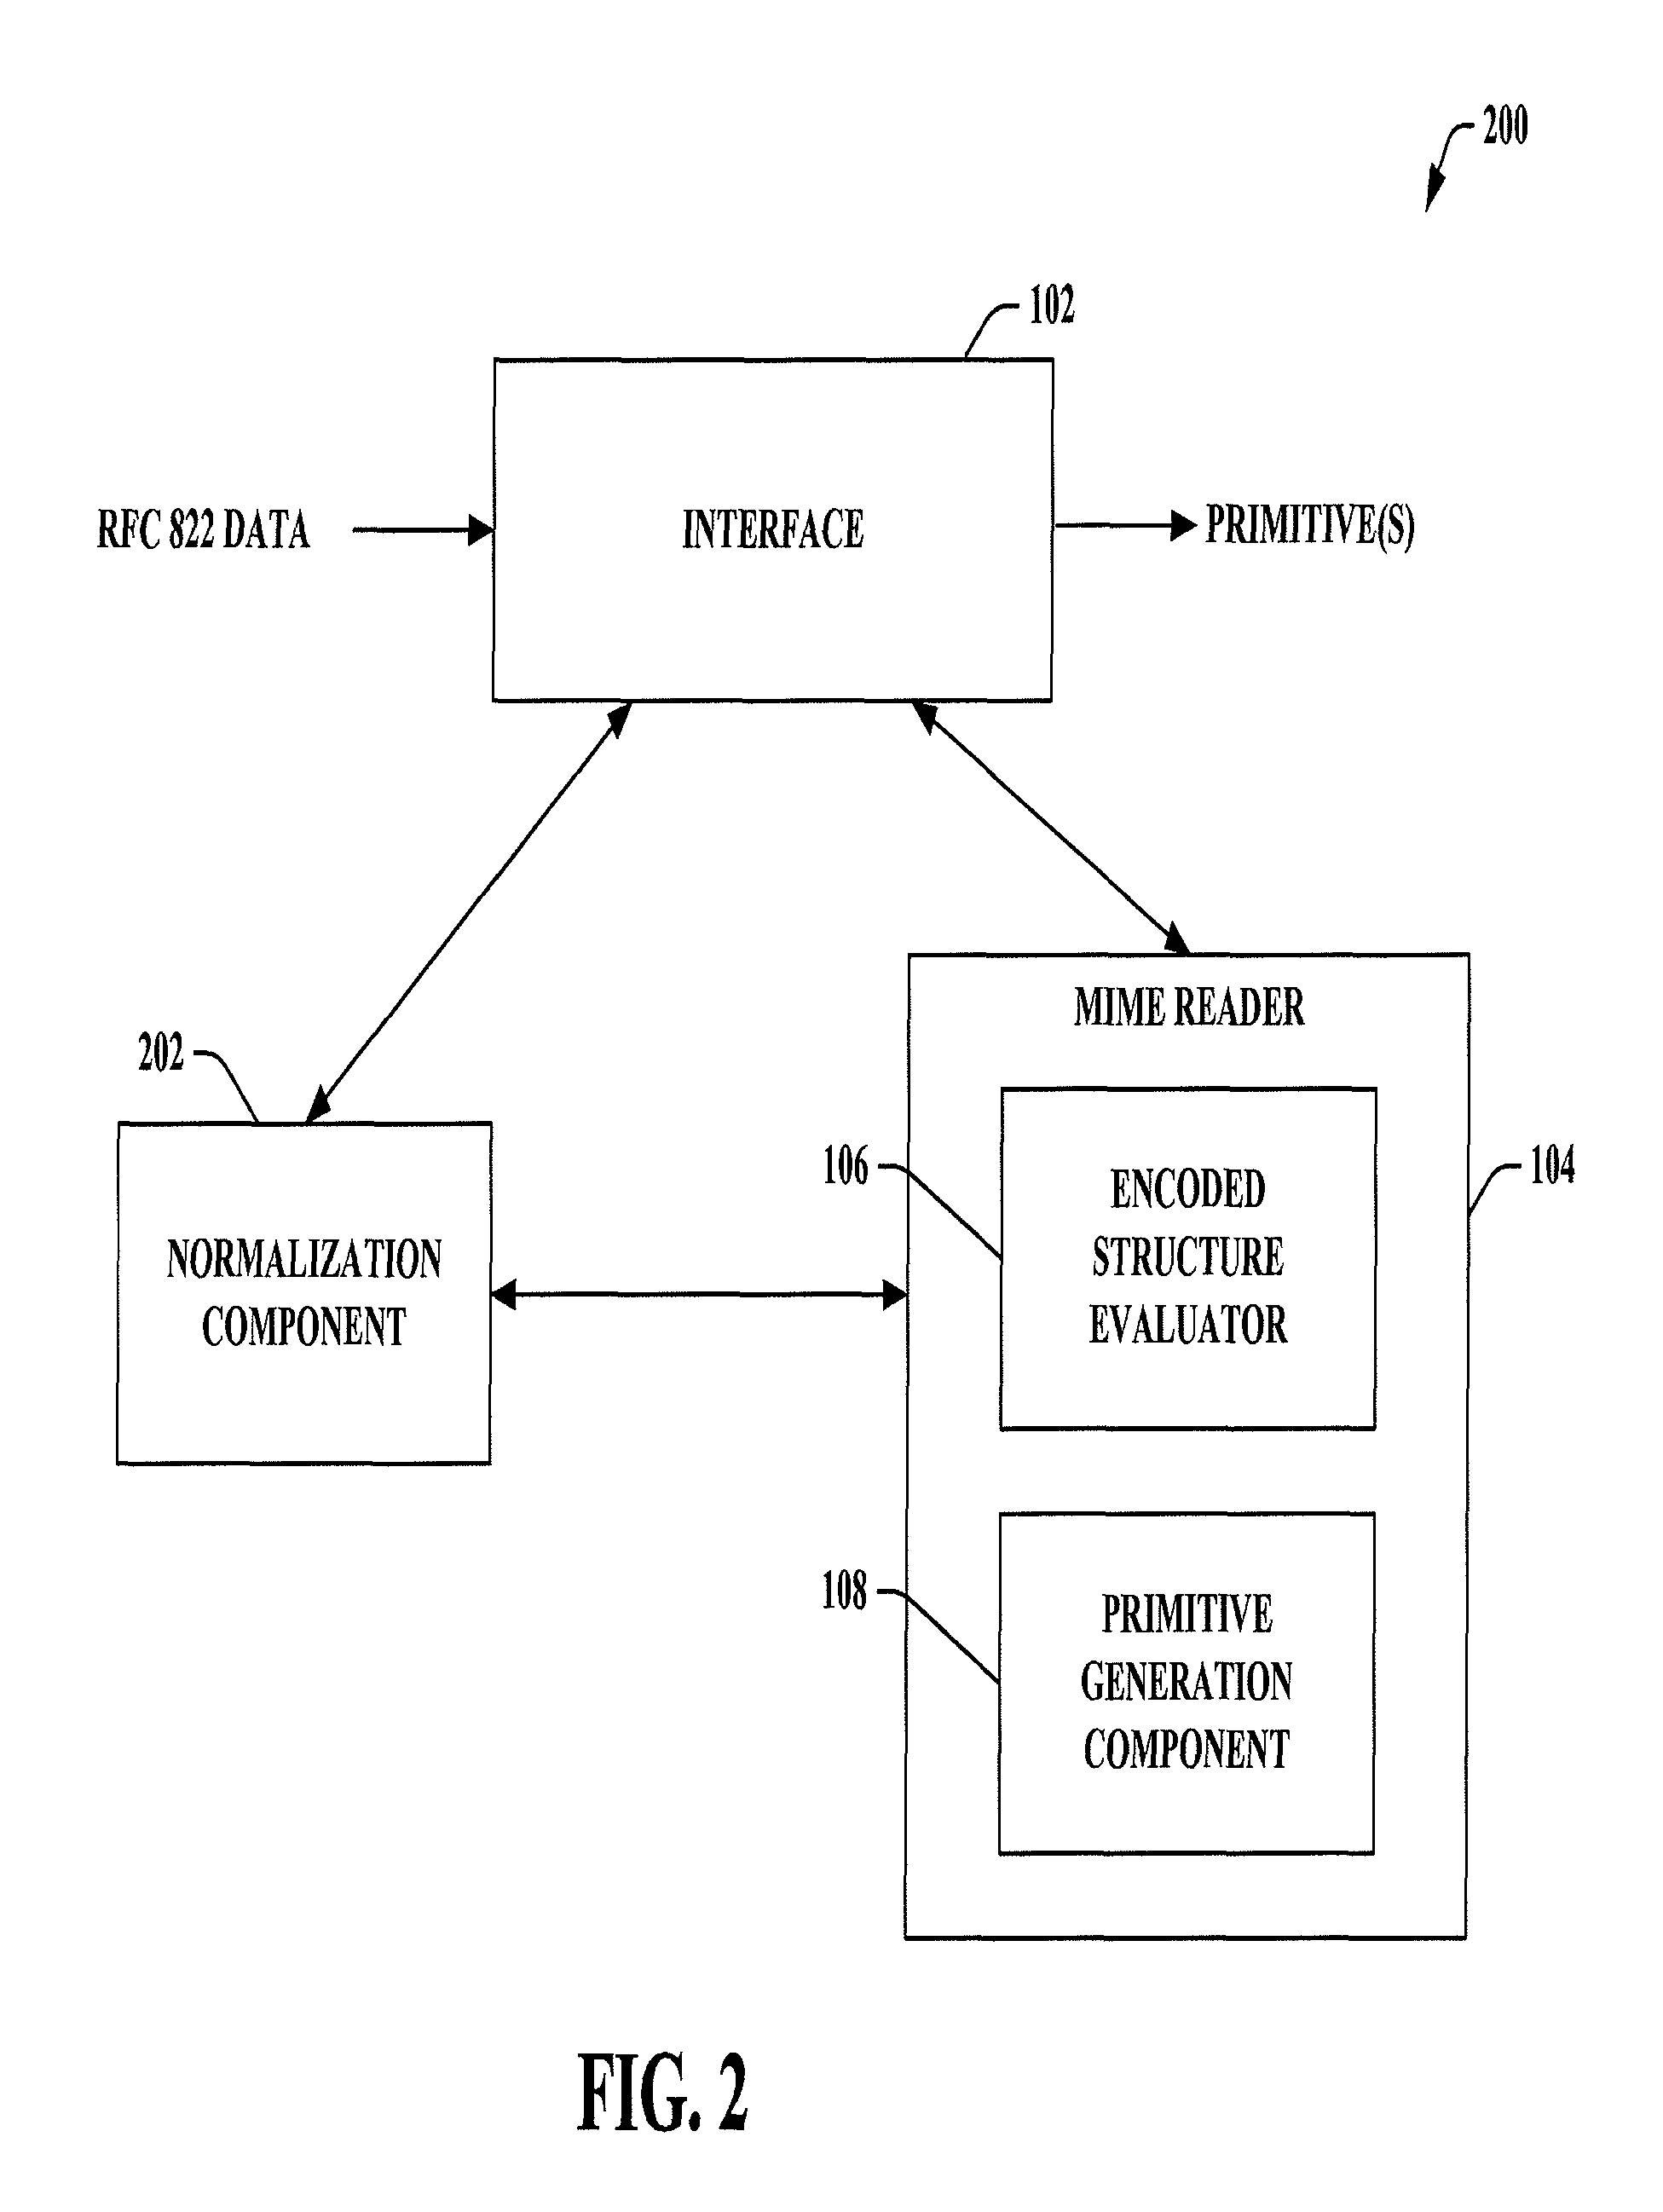 200
102
RFC 822 DATA
INTERFACE
PRIMITIVE(S)
MIME READER
202
106
ENCODED
STRUCTURE
EVALUATOR
104
NORMALIZATION
COMPONENT
108
PRIMITIVE
GENERATION
COMPONENT
FIG. 2